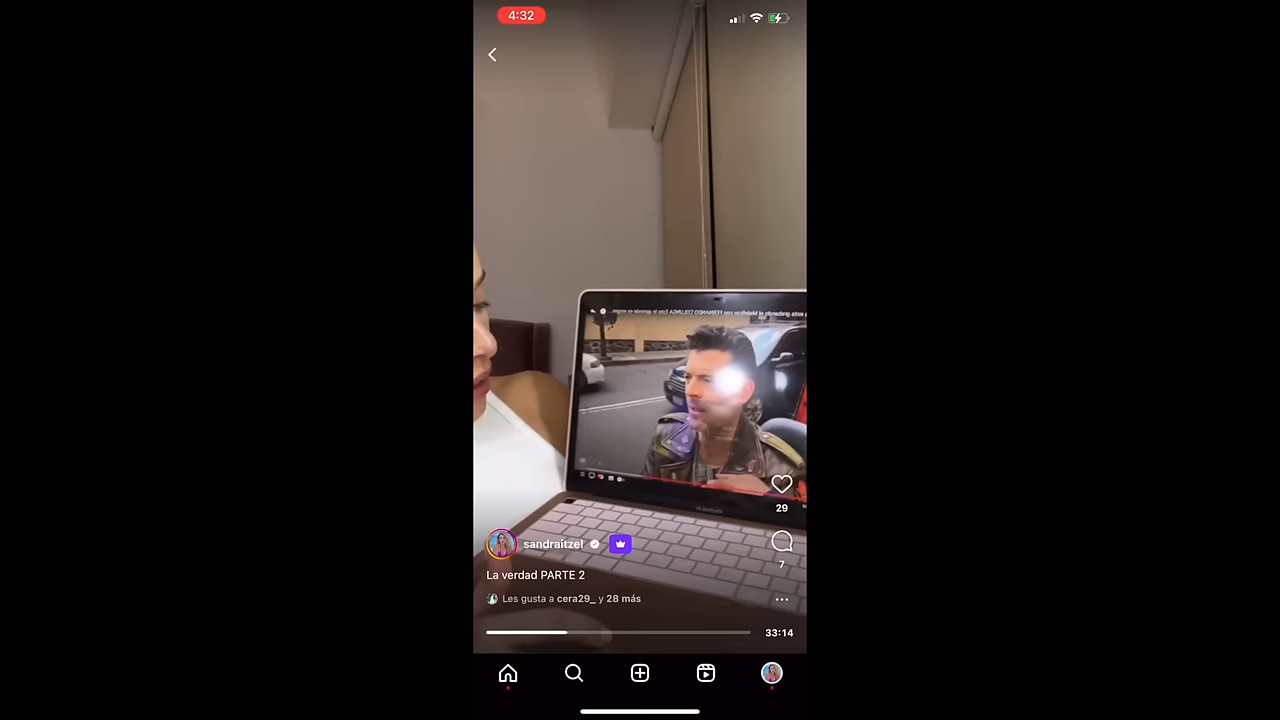 4:32
29
sandraitzel
7
La verdad PARTE 2
Les gusta a cera29_ y 28 más
33:14